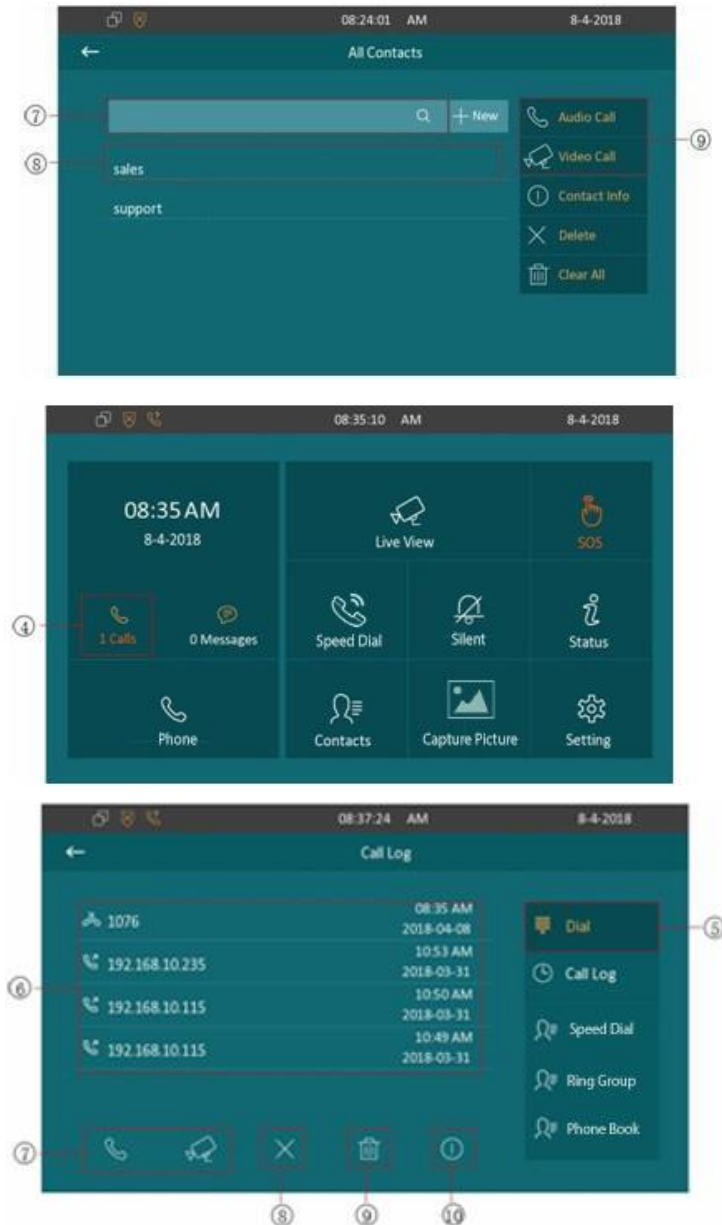 08:24:01 AM 8-4-2018
← All Contacts
⑦ + New Audio Call
⑨
Video Call
⑧ sales
Contact Info
support
Delete
Clear All
08:35:10 AM 8-4-2018
08:35 AM
8-4-2018
Live View SOS
④ 1 Calls 0 Messages Speed Dial Silent Status
Phone Contacts Capture Picture Setting
08:37:24 AM 8-4-2018
← Call Log
1076 08:35 AM
2018-04-08
Dial ⑤
192.168.10.235 10:53 AM
2018-03-31
Call Log
⑥
192.168.10.115 10:50 AM
2018-03-31
Speed Dial
192.168.10.115 10:49 AM
2018-03-31
Ring Group
Phone Book
⑦
⑧ ⑨ ⑩